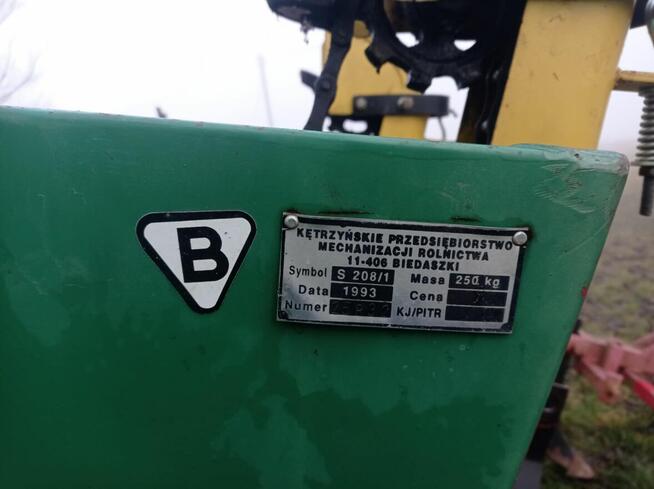 B
KĘTRZYŃSKIE PRZEDSIĘBIORSTWO
MECHANIZACJI ROLNICTWA
11-406 BIEDASZKI
Symbol S 208/1 Masa 250 kg
Data 1993 Cena
Numer KJ/PITR